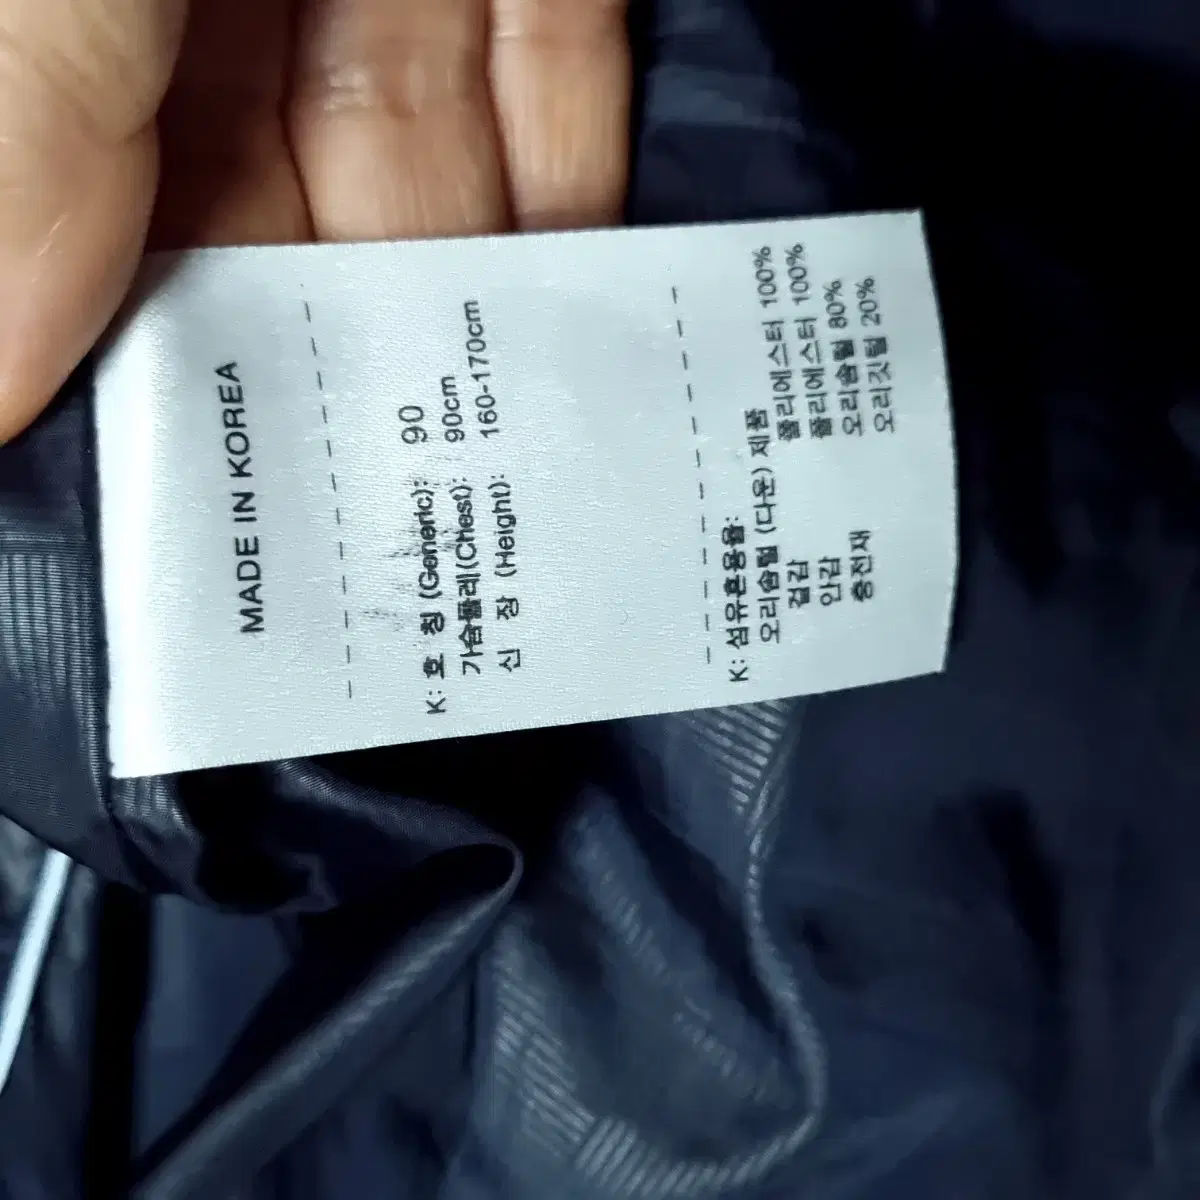 MADE IN KOREA
K: 호 칭 (Generic): 90
가슴둘레(Chest): 90cm
신 장 (Height): 160-170cm
K: 섬유혼용율:
오리솜털 (다운) 제품
겉감 폴리에스터 100%
안감 폴리에스터 100%
충전재 오리솜털 80%
오리깃털 20%